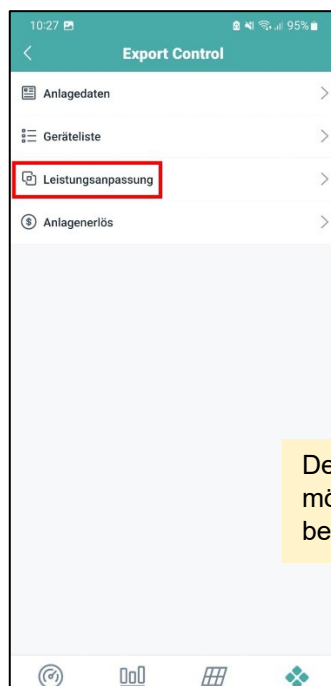 10:27
95%
Export Control
Anlagedaten
Geräteliste
Leistungsanpassung
Anlagenerlös